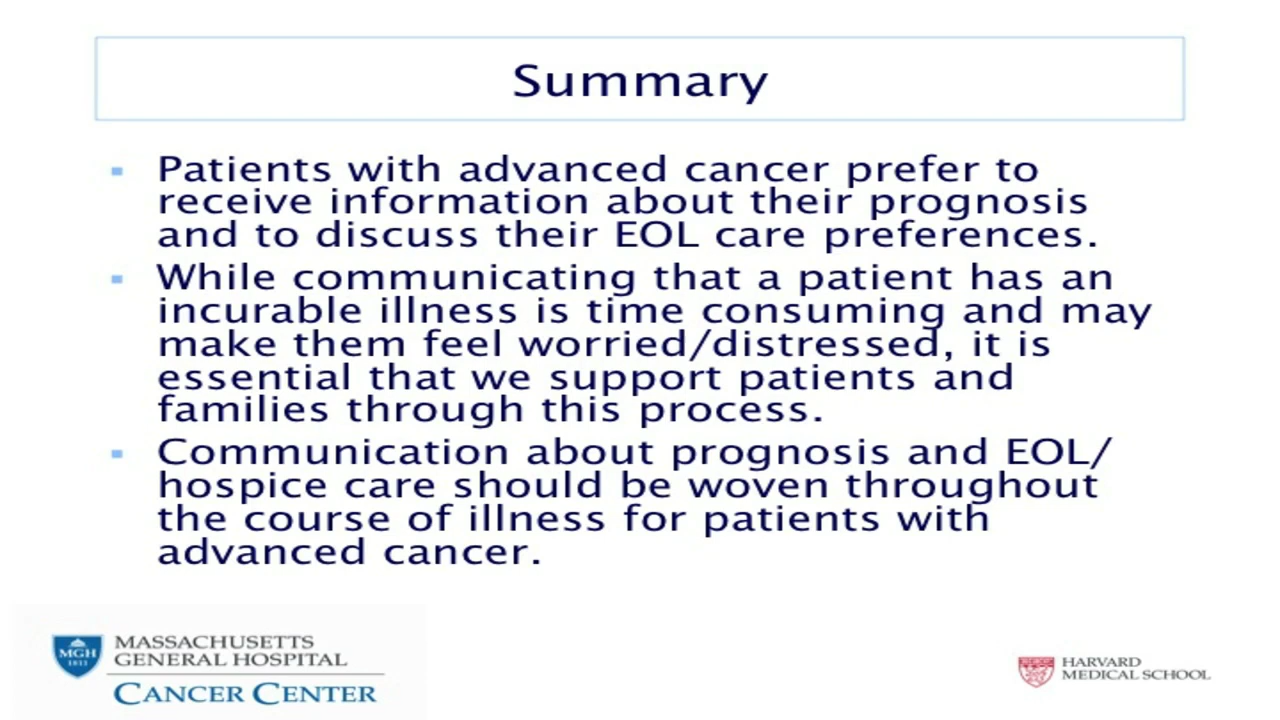 Summary
Patients with advanced cancer prefer to
receive information about their prognosis
and to discuss their EOL care preferences.
While communicating that a patient has an
incurable illness is time consuming and may
make them feel worried/distressed, it is
essential that we support patients and
families through this process.
Communication about prognosis and EOL/
hospice care should be woven throughout
the course of illness for patients with
advanced cancer.
MGH
1811
MASSACHUSETTS
GENERAL HOSPITAL
CANCER CENTER
HARVARD
MEDICAL SCHOOL